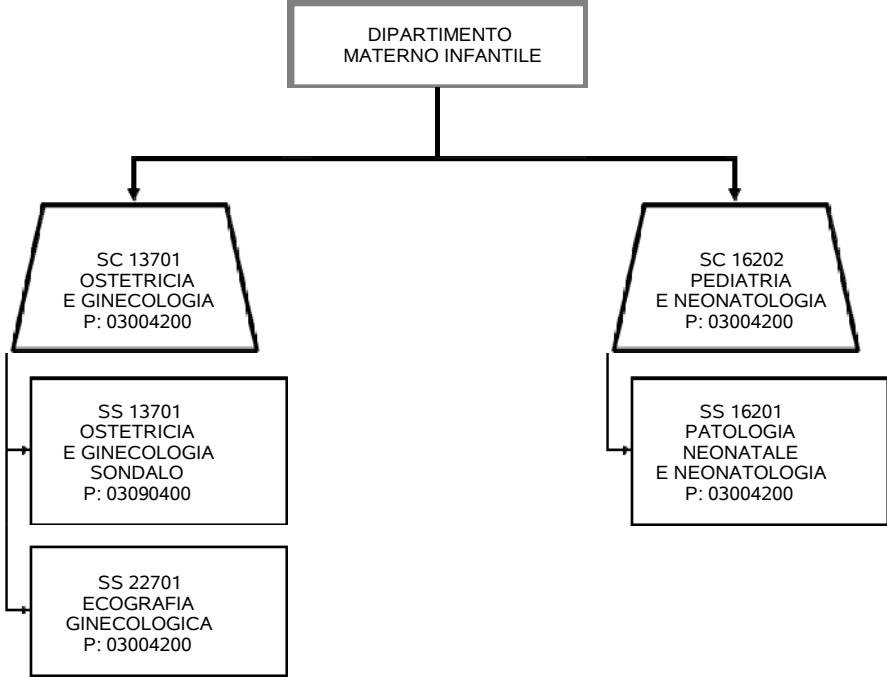 DIPARTIMENTO
MATERNO INFANTILE
SC 13701
OSTETRICIA
E GINECOLOGIA
P: 03004200
SC 16202
PEDIATRIA
E NEONATOLOGIA
P: 03004200
SS 13701
OSTETRICIA
E GINECOLOGIA
SONDALO
P: 03090400
SS 16201
PATOLOGIA
NEONATALE
E NEONATOLOGIA
P: 03004200
SS 22701
ECOGRAFIA
GINECOLOGICA
P: 03004200